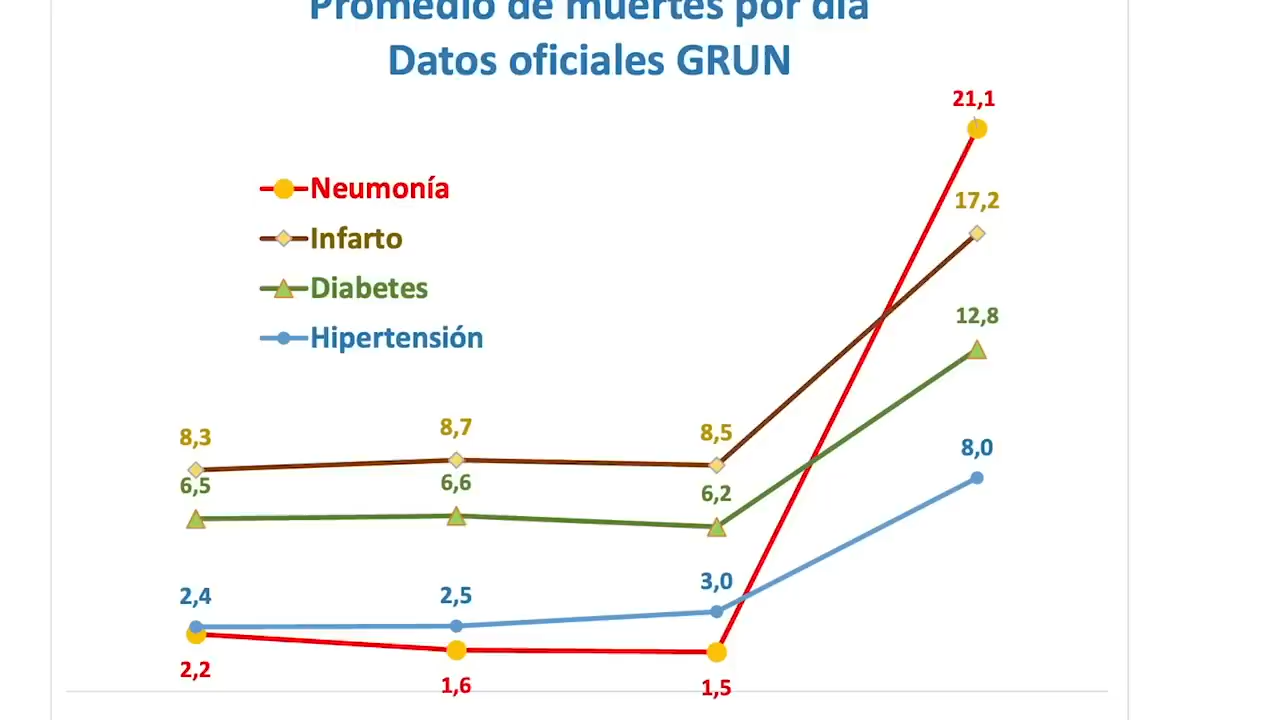 Promedio de muertes por día
Datos oficiales GRUN
21,1
17,2
12,8
8,0
Neumonía
Infarto
Diabetes
Hipertensión
8,3
8,7
8,5
6,5
6,6
6,2
2,4
2,5
3,0
2,2
1,6
1,5